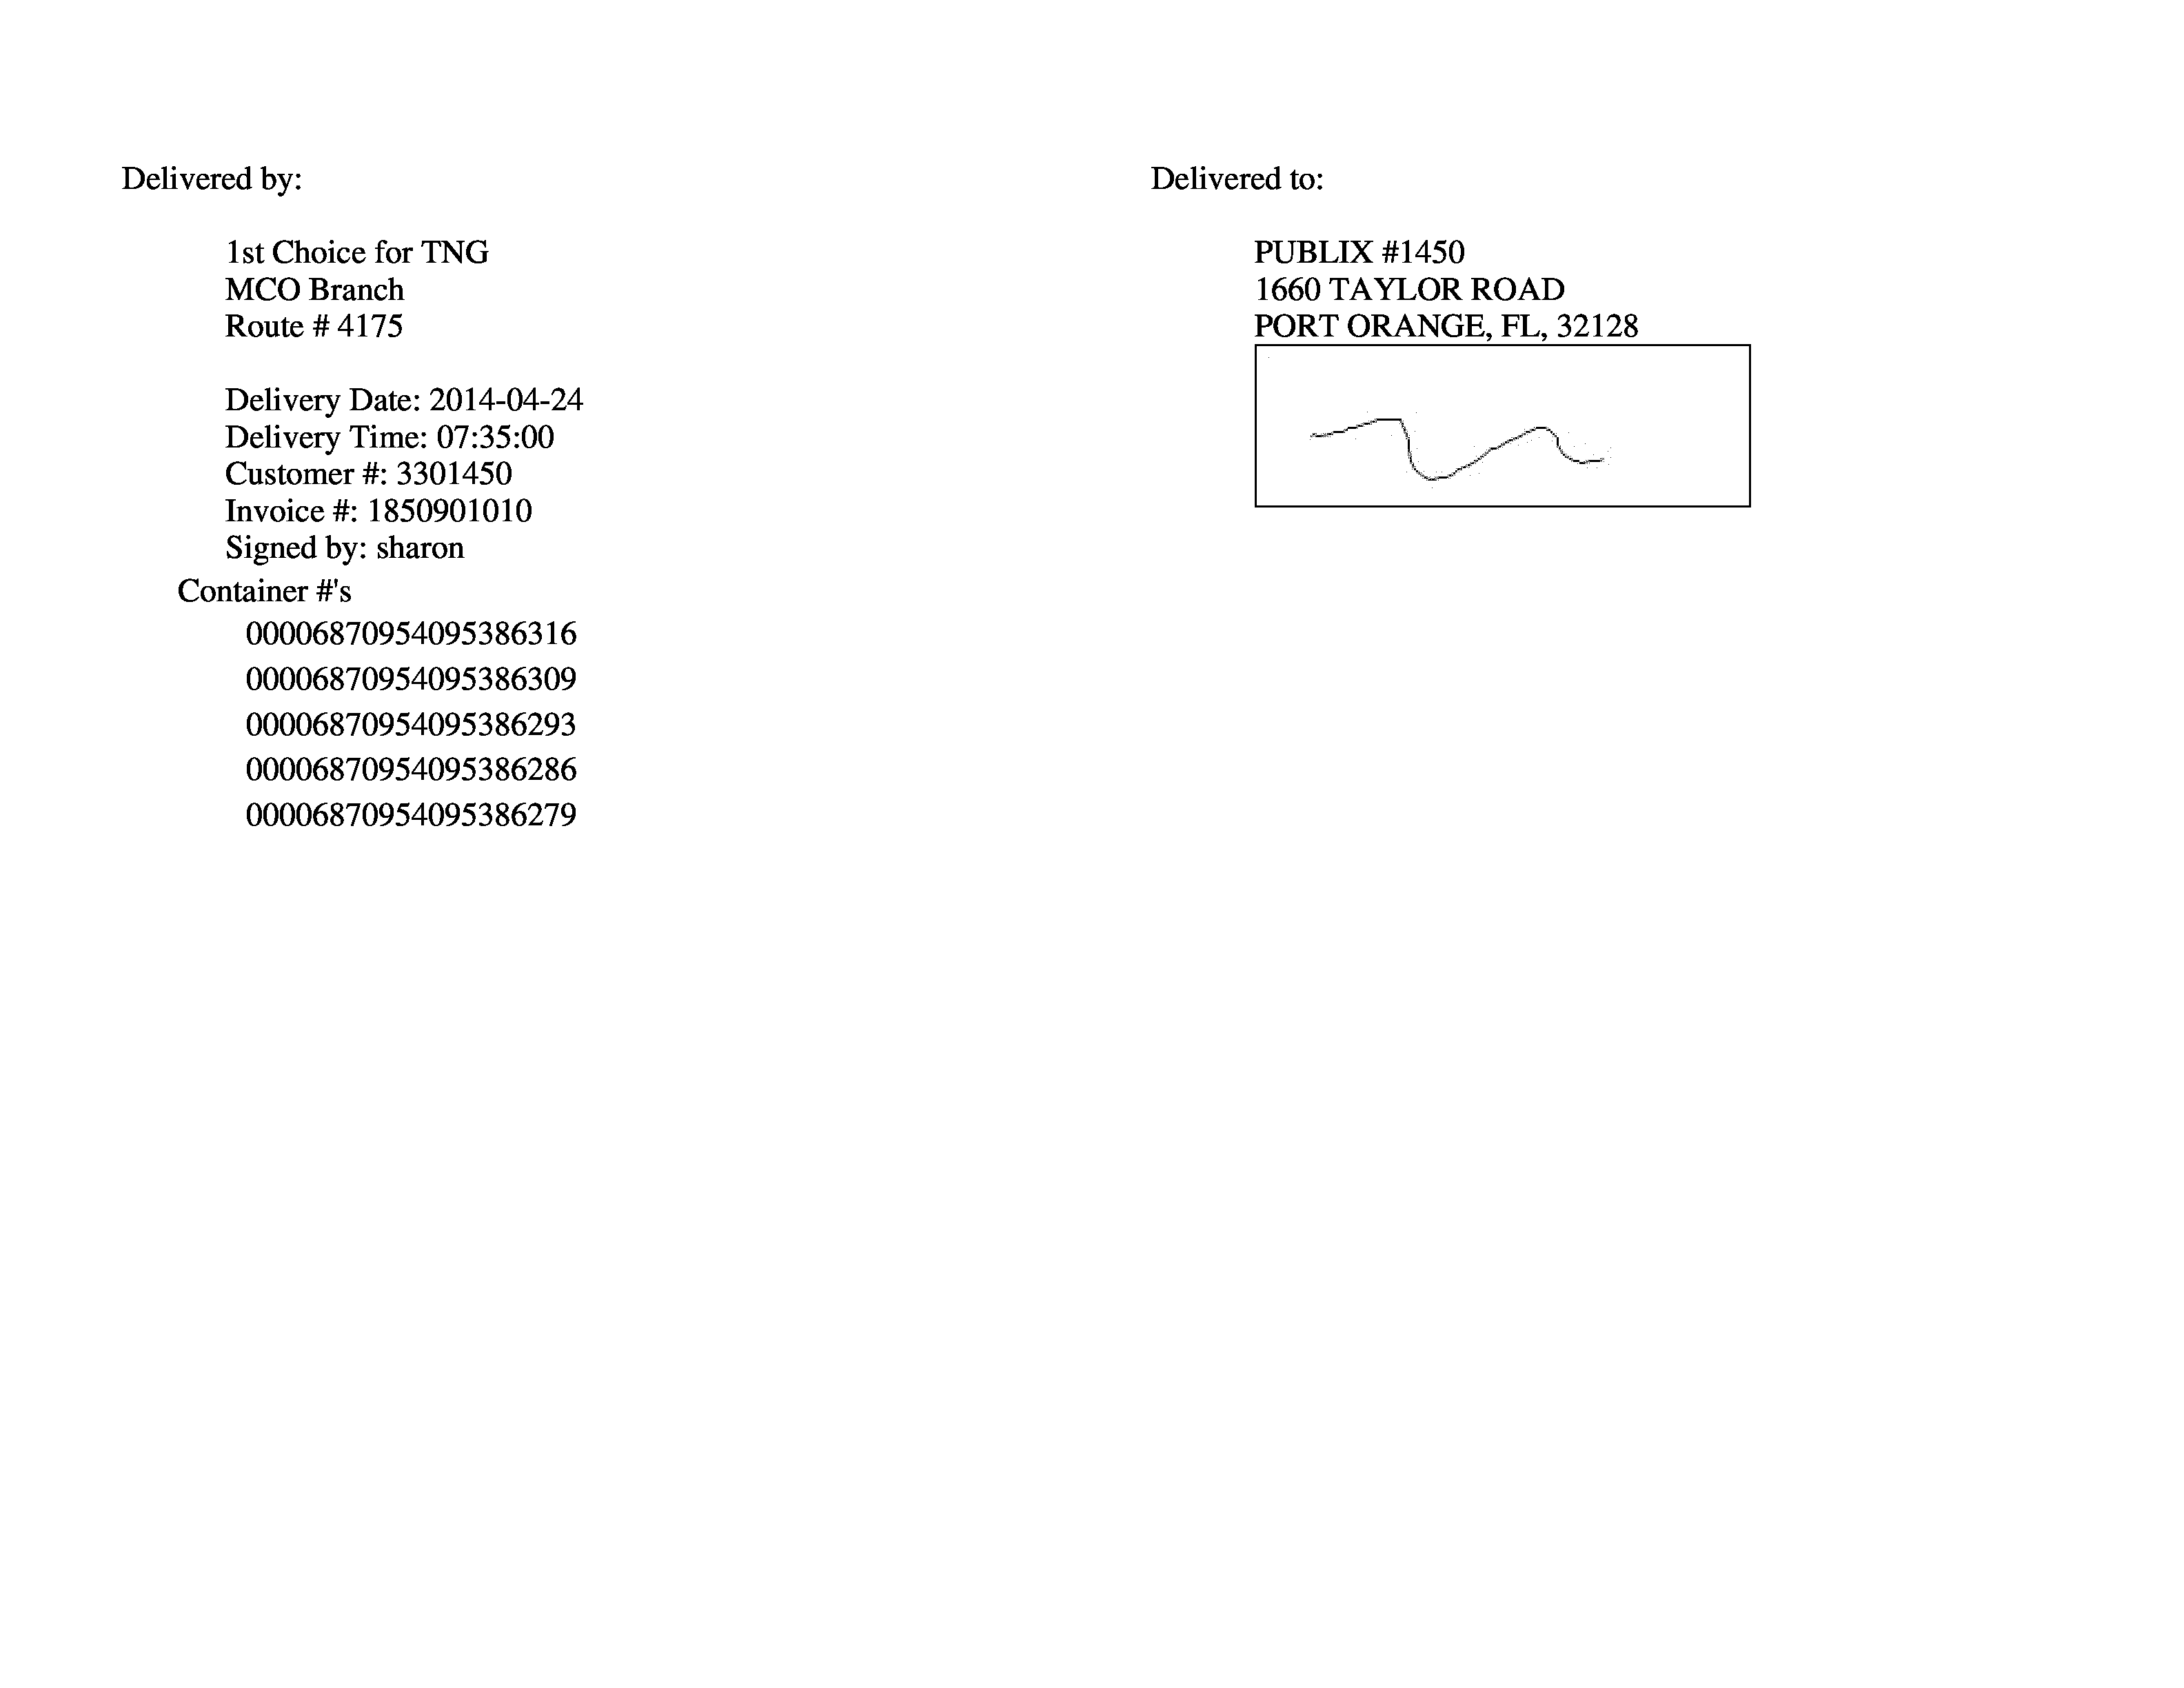 Delivered by:
1st Choice for TNG
MCO Branch
Route # 4175
Delivery Date: 2014-04-24
Delivery Time: 07:35:00
Customer #: 3301450
Invoice #: 1850901010
Signed by: sharon
Container #'s
00006870954095386316
00006870954095386309
00006870954095386293
00006870954095386286
00006870954095386279
Delivered to:
PUBLIX #1450
1660 TAYLOR ROAD
PORT ORANGE, FL, 32128